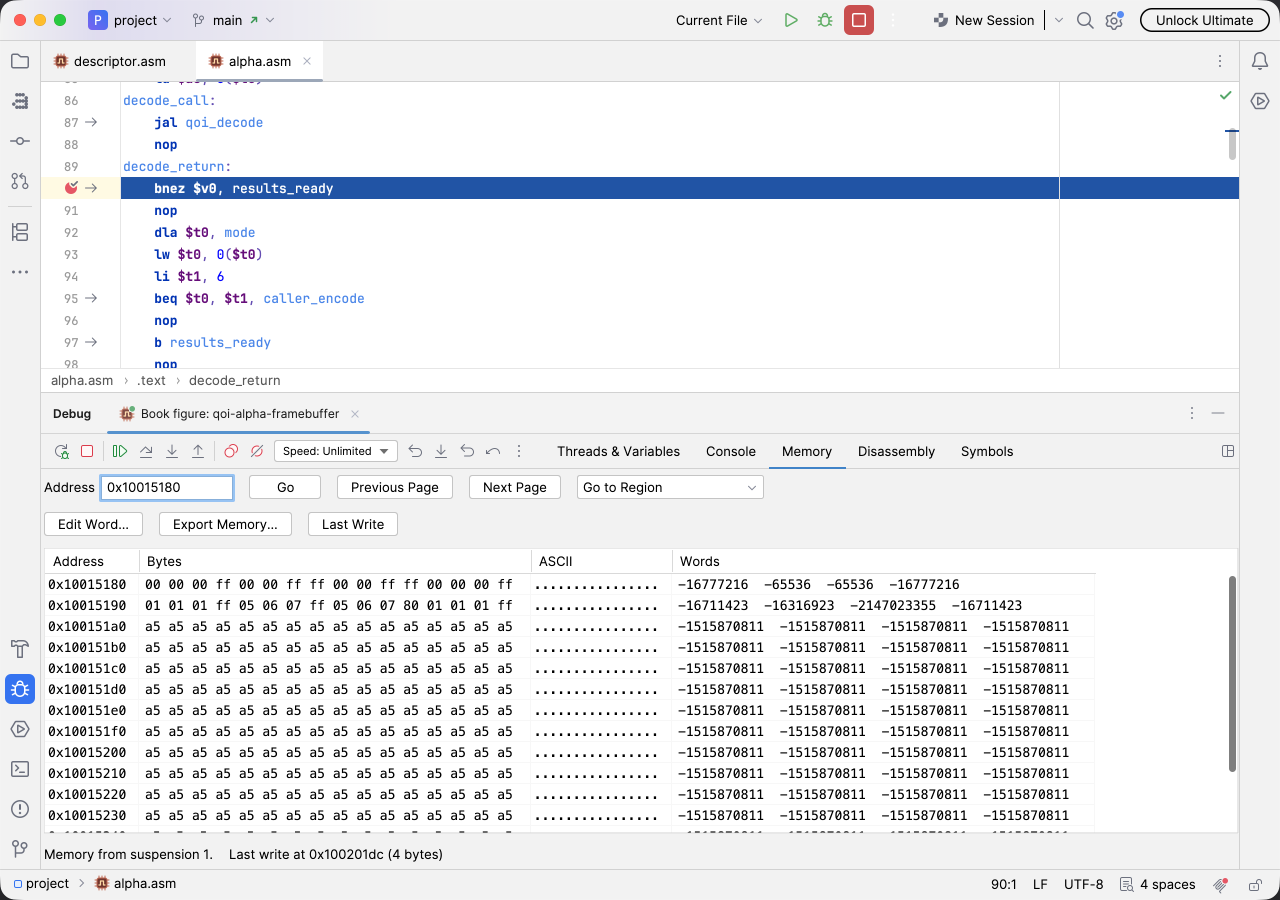 project
main
Current File
New Session
Unlock Ultimate
descriptor.asm
alpha.asm
86 decode_call:
87 jal qoi_decode
88 nop
89 decode_return:
bnez $v0, results_ready
91 nop
92 dla $t0, mode
93 lw $t0, 0($t0)
94 li $t1, 6
95 beq $t0, $t1, caller_encode
96 nop
97 b results_ready
98 nop
alpha.asm › .text › decode_return
Debug
Book figure: qoi-alpha-framebuffer
Speed: Unlimited
Threads & Variables
Console
Memory
Disassembly
Symbols
Address 0x10015180
Go
Previous Page
Next Page
Go to Region
Edit Word...
Export Memory...
Last Write
Address Bytes ASCII Words
0x10015180 00 00 00 ff 00 00 ff ff 00 00 ff ff 00 00 00 ff ................ -16777216 -65536 -65536 -16777216
0x10015190 01 01 01 ff 05 06 07 ff 05 06 07 80 01 01 01 ff ................ -16711423 -16316923 -2147023355 -16711423
0x100151a0 a5 a5 a5 a5 a5 a5 a5 a5 a5 a5 a5 a5 a5 a5 a5 a5 ................ -1515870811 -1515870811 -1515870811 -1515870811
0x100151b0 a5 a5 a5 a5 a5 a5 a5 a5 a5 a5 a5 a5 a5 a5 a5 a5 ................ -1515870811 -1515870811 -1515870811 -1515870811
0x100151c0 a5 a5 a5 a5 a5 a5 a5 a5 a5 a5 a5 a5 a5 a5 a5 a5 ................ -1515870811 -1515870811 -1515870811 -1515870811
0x100151d0 a5 a5 a5 a5 a5 a5 a5 a5 a5 a5 a5 a5 a5 a5 a5 a5 ................ -1515870811 -1515870811 -1515870811 -1515870811
0x100151e0 a5 a5 a5 a5 a5 a5 a5 a5 a5 a5 a5 a5 a5 a5 a5 a5 ................ -1515870811 -1515870811 -1515870811 -1515870811
0x100151f0 a5 a5 a5 a5 a5 a5 a5 a5 a5 a5 a5 a5 a5 a5 a5 a5 ................ -1515870811 -1515870811 -1515870811 -1515870811
0x10015200 a5 a5 a5 a5 a5 a5 a5 a5 a5 a5 a5 a5 a5 a5 a5 a5 ................ -1515870811 -1515870811 -1515870811 -1515870811
0x10015210 a5 a5 a5 a5 a5 a5 a5 a5 a5 a5 a5 a5 a5 a5 a5 a5 ................ -1515870811 -1515870811 -1515870811 -1515870811
0x10015220 a5 a5 a5 a5 a5 a5 a5 a5 a5 a5 a5 a5 a5 a5 a5 a5 ................ -1515870811 -1515870811 -1515870811 -1515870811
0x10015230 a5 a5 a5 a5 a5 a5 a5 a5 a5 a5 a5 a5 a5 a5 a5 a5 ................ -1515870811 -1515870811 -1515870811 -1515870811
Memory from suspension 1. Last write at 0x100201dc (4 bytes)
project › alpha.asm
90:1
LF
UTF-8
4 spaces